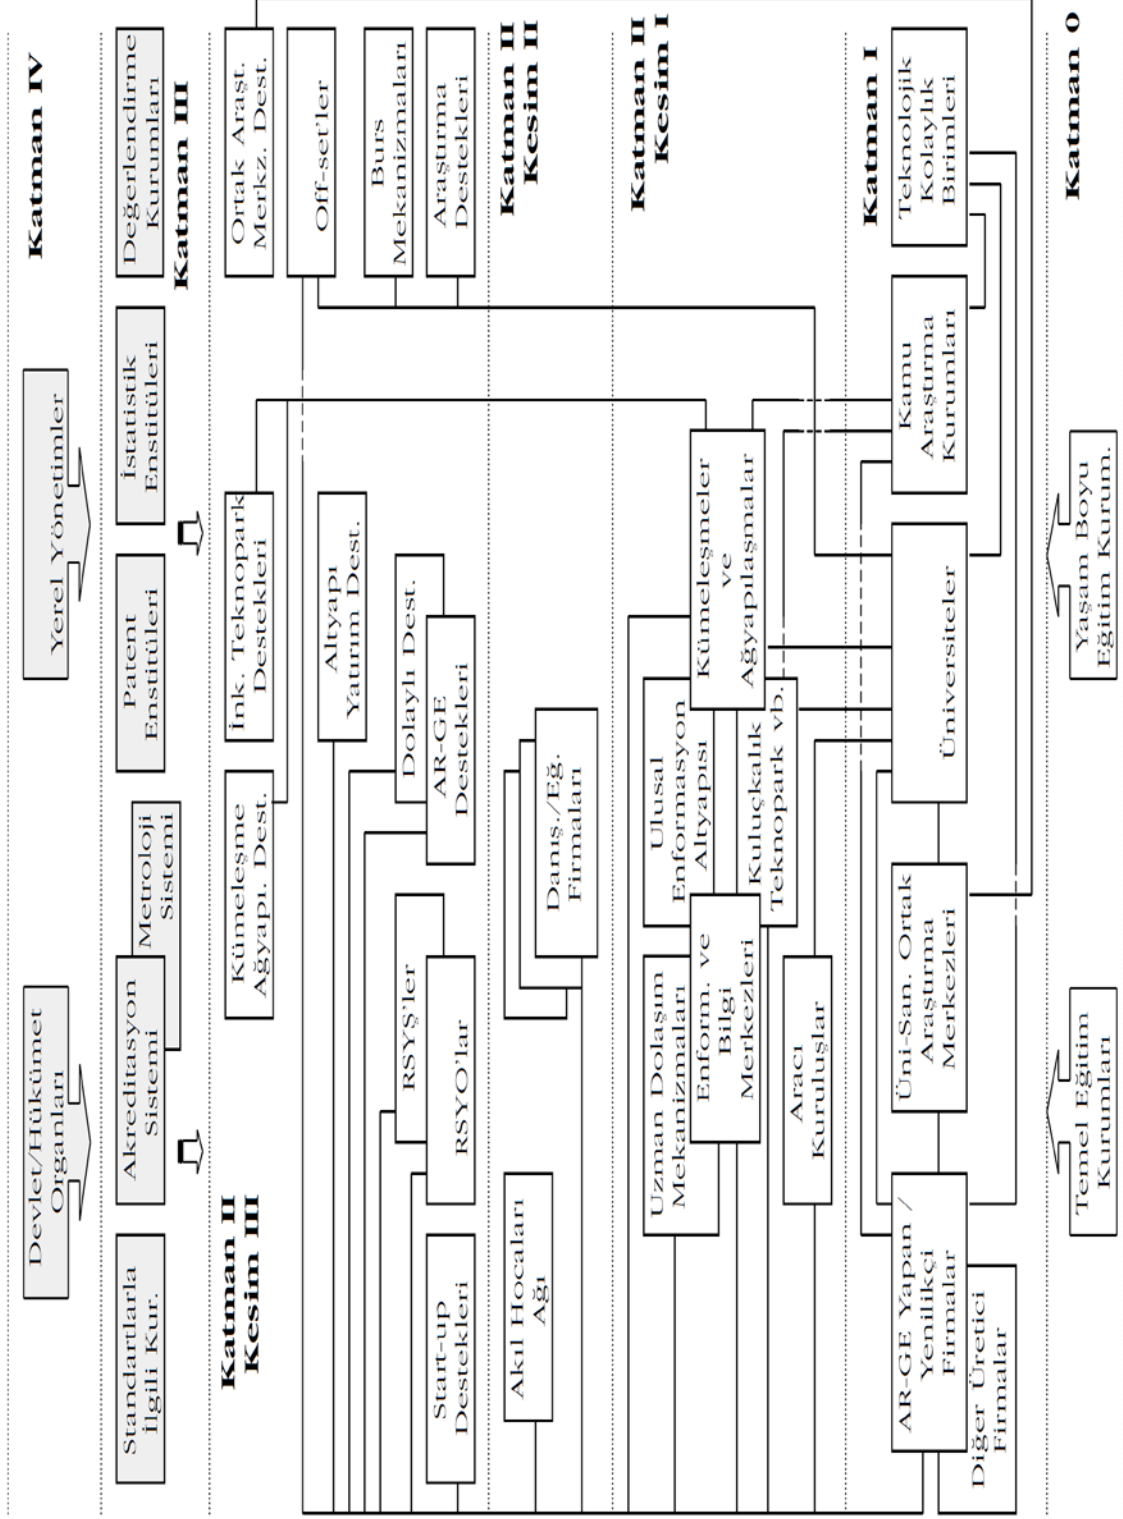 Katman IV
Devlet/Hükümet
Organları
Yerel Yönetimler
Standartlarla
İlgili Kur.
Akreditasyon
Sistemi
Metroloji
Sistemi
Patent
Enstitüleri
İstatistik
Enstitüleri
Değerlendirme
Kurumları
Katman III
Katman II
Kesim III
Kümeleşme
Ağyapı. Dest.
İnk. Teknopark
Destekleri
Ortak Araşt.
Merkz. Dest.
Altyapı
Yatırım Dest.
Off-set'ler
RSYŞ'ler
Dolaylı Dest.
Burs
Mekanizmaları
Start-up
Destekleri
RSYO'lar
AR-GE
Destekleri
Araştırma
Destekleri
Katman II
Kesim II
Akıl Hocaları
Ağı
Danış./Eğ.
Firmaları
Katman II
Kesim I
Uzman Dolaşım
Mekanizmaları
Ulusal
Enformasyon
Altyapısı
Enform. ve
Bilgi
Merkezleri
Kümeleşmeler
ve
Ağyapılaşmalar
Kuluçkalık
Teknopark vb.
Aracı
Kuruluşlar
Katman I
AR-GE Yapan /
Yenilikçi
Firmalar
Üni-San. Ortak
Araştırma
Merkezleri
Üniversiteler
Kamu
Araştırma
Kurumları
Teknolojik
Kolaylık
Birimleri
Diğer Üretici
Firmalar
Katman 0
Temel Eğitim
Kurumları
Yaşam Boyu
Eğitim Kurum.